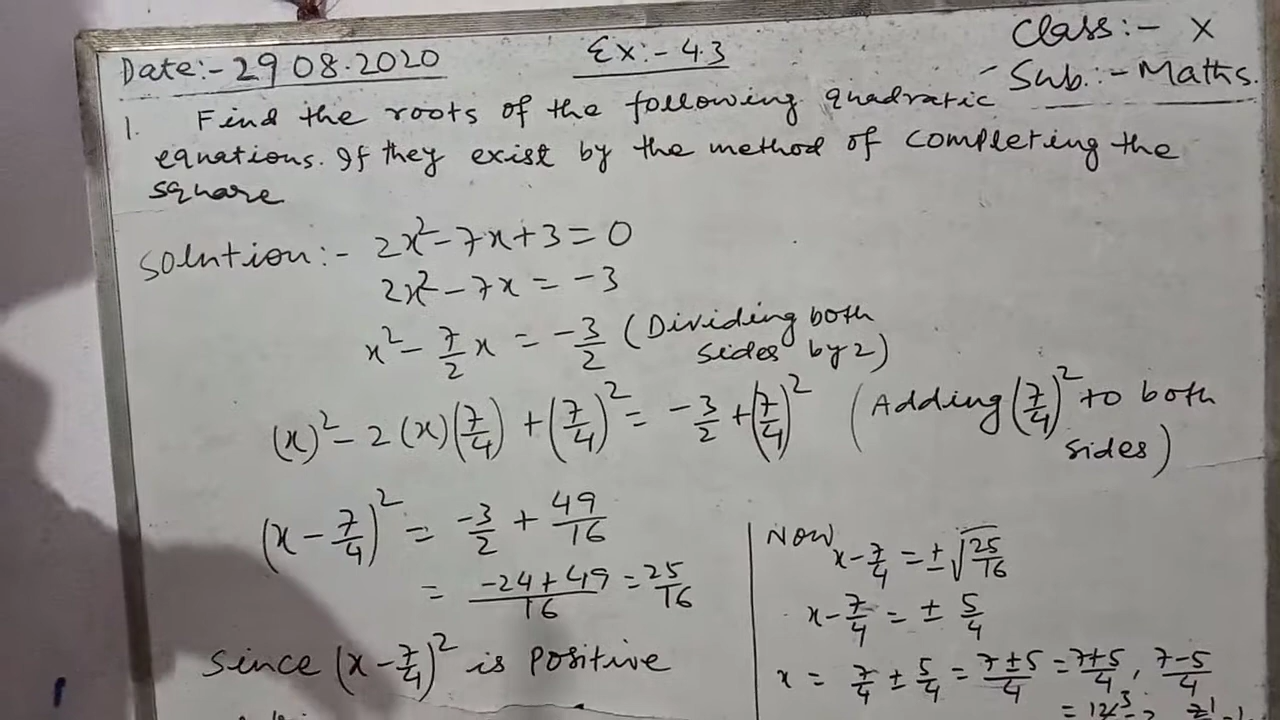 Date:- 29 08.2020
Ex:- 4.3
Class:- X
Sub.:- Maths.
1. Find the roots of the following quadratic
equations. If they exist by the method of completing the
square
Solution:- 2x² - 7x + 3 = 0
2x² - 7x = -3
x² - 7/2 x = -3/2 (Dividing both
sides by 2)
(x)² - 2(x)(7/4) + (7/4)² = -3/2 + (7/4)² (Adding (7/4)² to both
sides)
(x - 7/4)² = -3/2 + 49/16
= -24+49/16 = 25/16
Since (x - 7/4)² is positive
Now
x - 7/4 = ± √25/16
x - 7/4 = ± 5/4
x = 7/4 ± 5/4 = 7±5/4 = 7+5/4, 7-5/4